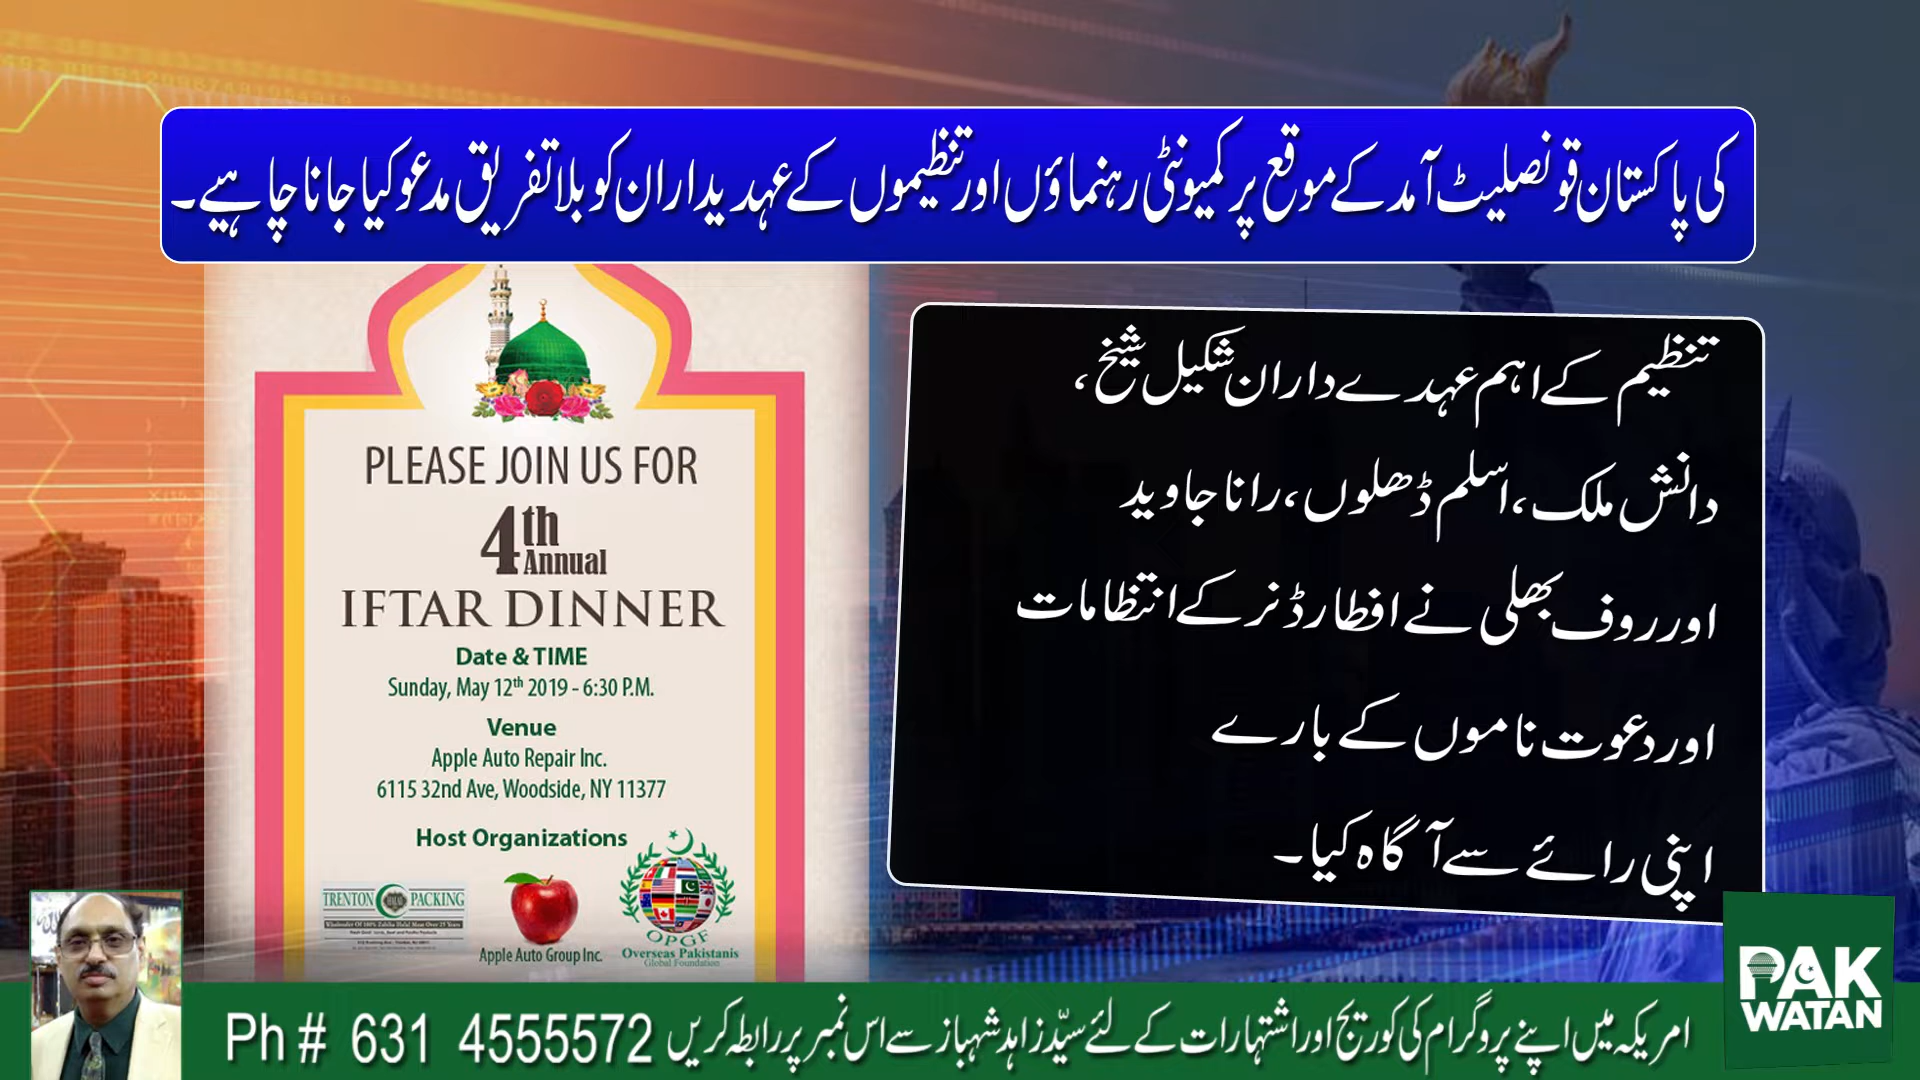 کی پاکستان قونصلیٹ آمد کے موقع پر کمیونٹی رہنماؤں اور تنظیموں کے عہدیداران کو بلا تفریق مدعو کیا جانا چاہیے۔
PLEASE JOIN US FOR
4th Annual
IFTAR DINNER
Date & TIME
Sunday, May 12th 2019 - 6:30 P.M.
Venue
Apple Auto Repair Inc.
6115 32nd Ave, Woodside, NY 11377
Host Organizations
TRENTON HALAL PACKING
Apple Auto Group Inc.
OPGF
Overseas Pakistanis
Global Foundation
تنظیم کے اہم عہدے داران شکیل شیخ،
دانش ملک، اسلم ڈھلوں، رانا جاوید
اور روف بھلی نے افطار ڈنر کے انتظامات
اور دعوت ناموں کے بارے
اپنی رائے سے آگاہ کیا۔
PAK
WATAN
امریکہ میں اپنے پروگرام کی کوریج اور اشتہارات کے لئے سیّد زاہد شہباز سے اس نمبر پر رابطہ کریں Ph # 631 4555572